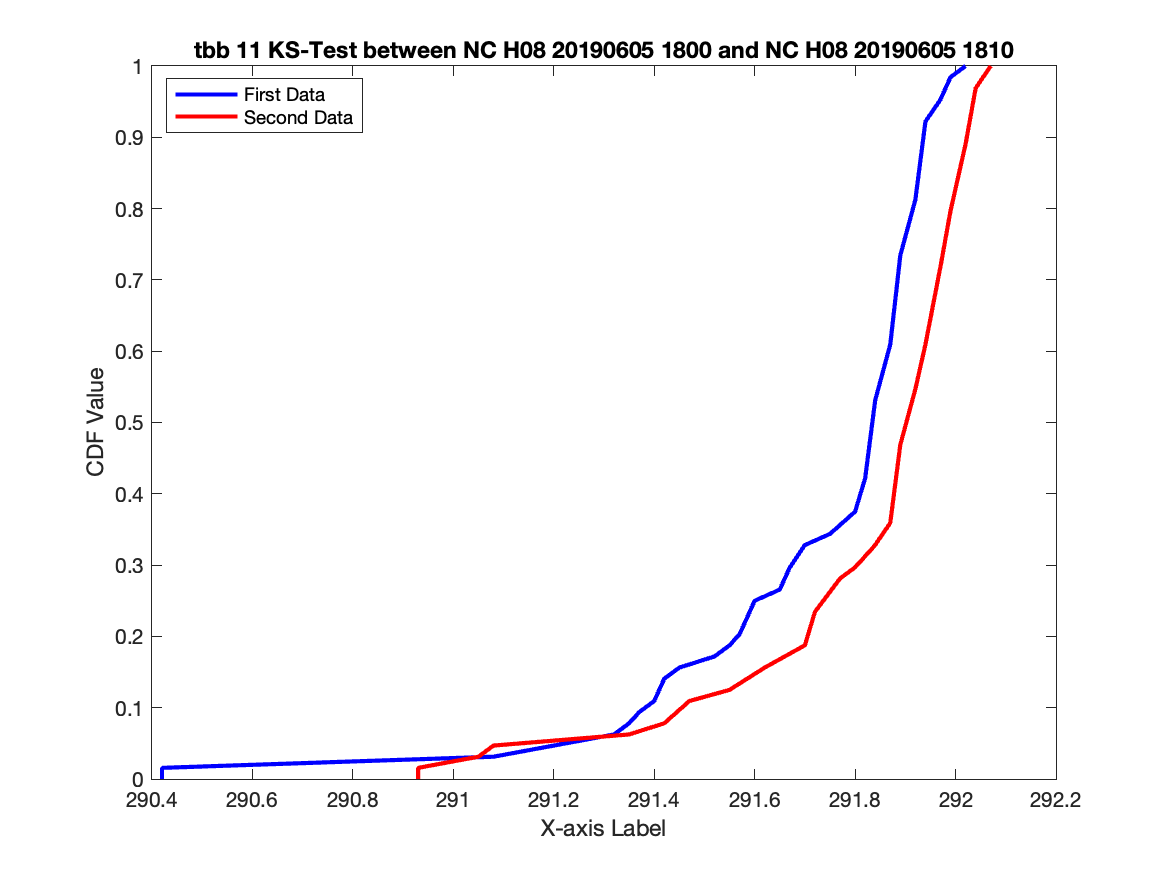 tbb 11 KS-Test between NC H08 20190605 1800 and NC H08 20190605 1810
First Data
Second Data
1
0.9
0.8
0.7
0.6
0.5
0.4
0.3
0.2
0.1
0
CDF Value
290.4 290.6 290.8 291 291.2 291.4 291.6 291.8 292 292.2
X-axis Label